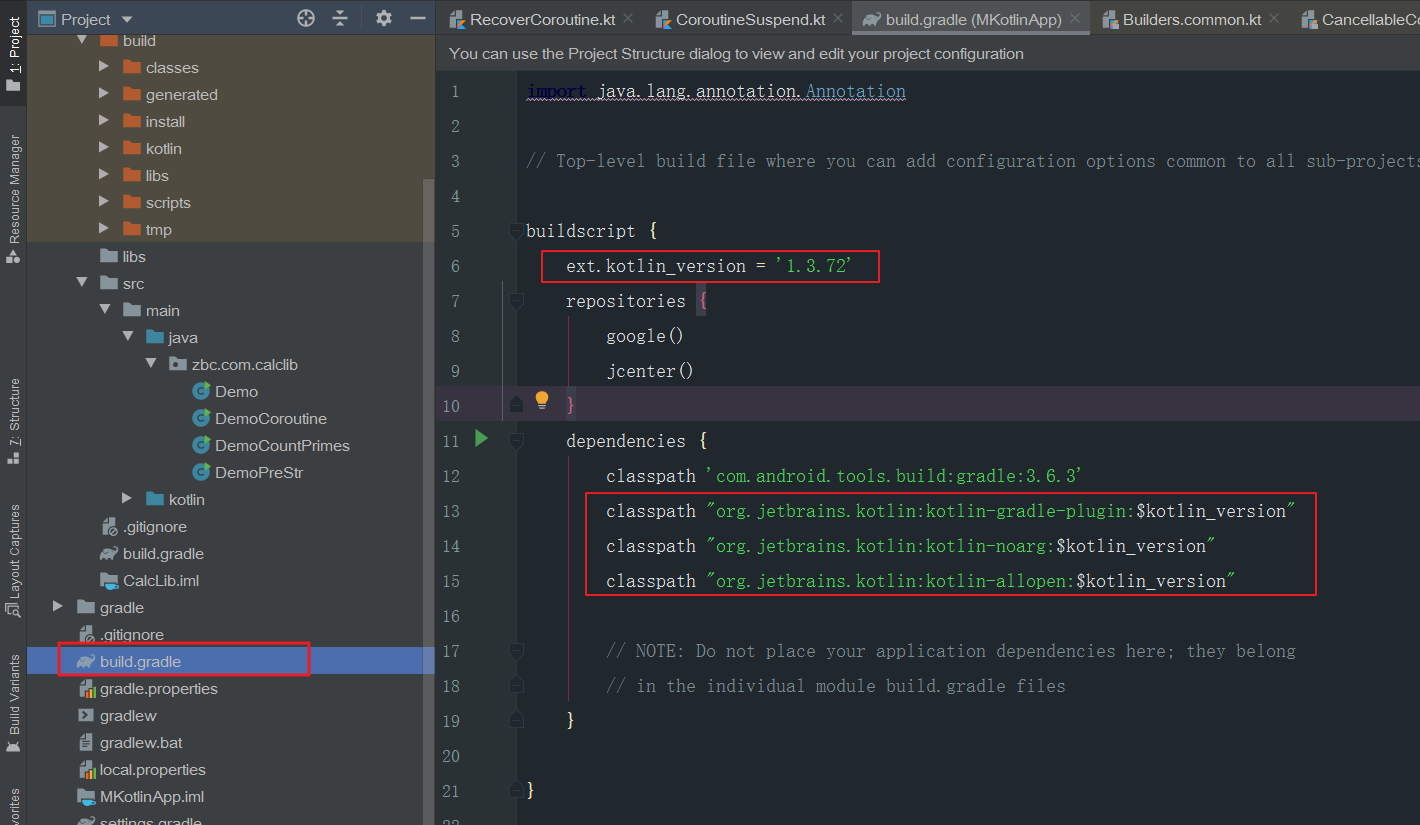 1: Project
Resource Manager
7: Structure
Layout Captures
Build Variants
Project
build
classes
generated
install
kotlin
libs
scripts
tmp
libs
src
main
java
zbc.com.calclib
Demo
DemoCoroutine
DemoCountPrimes
DemoPreStr
kotlin
.gitignore
build.gradle
CalcLib.iml
gradle
.gitignore
build.gradle
gradle.properties
gradlew
gradlew.bat
local.properties
MKotlinApp.iml
settings.gradle
RecoverCoroutine.kt CoroutineSuspend.kt build.gradle (MKotlinApp) Builders.common.kt CancellableCo
You can use the Project Structure dialog to view and edit your project configuration
1 import java.lang.annotation.Annotation
2
3 // Top-level build file where you can add configuration options common to all sub-projects
4
5 buildscript {
6 ext.kotlin_version = '1.3.72'
7 repositories {
8 google()
9 jcenter()
10 }
11 dependencies {
12 classpath 'com.android.tools.build:gradle:3.6.3'
13 classpath "org.jetbrains.kotlin:kotlin-gradle-plugin:$kotlin_version"
14 classpath "org.jetbrains.kotlin:kotlin-noarg:$kotlin_version"
15 classpath "org.jetbrains.kotlin:kotlin-allopen:$kotlin_version"
16
17 // NOTE: Do not place your application dependencies here; they belong
18 // in the individual module build.gradle files
19 }
20
21 }